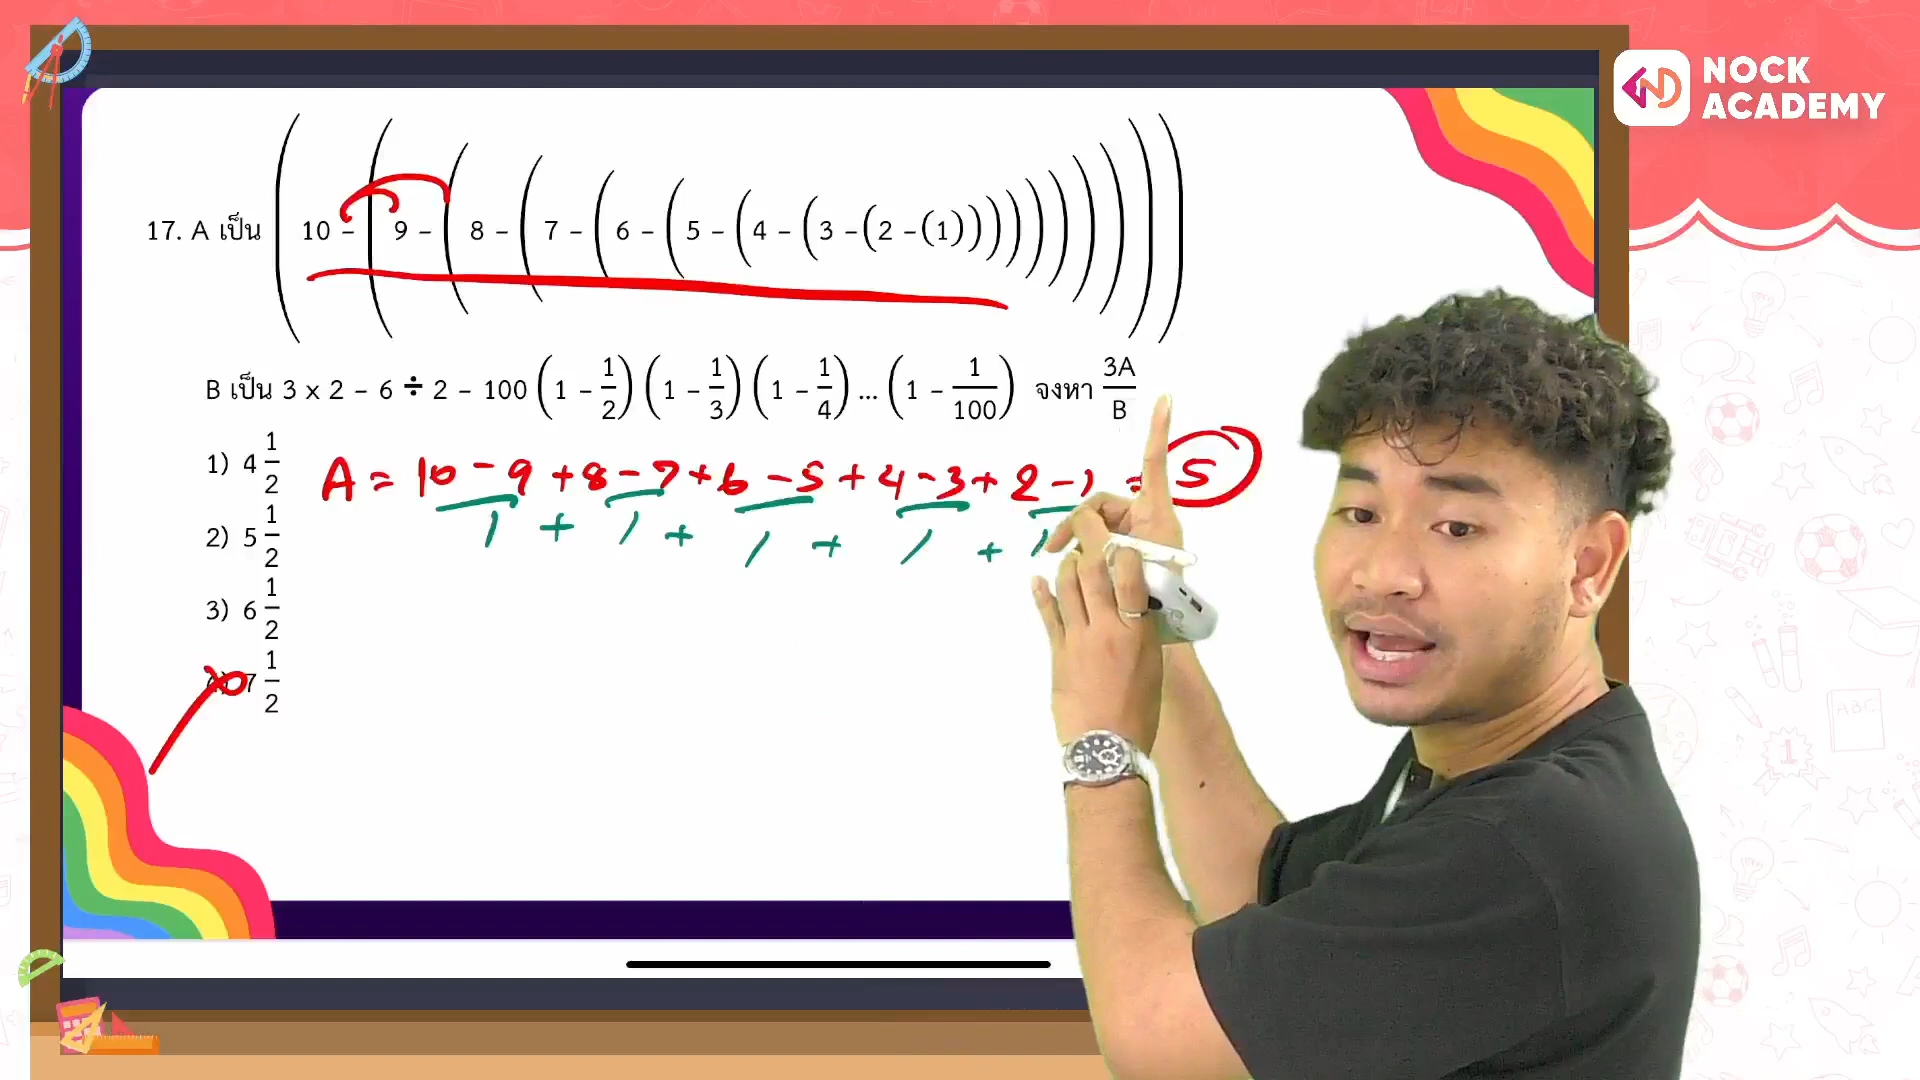 NOCK
ACADEMY
17. A เป็น (10 - (9 - (8 - (7 - (6 - (5 - (4 - (3 - (2 - (1))))))))))
B เป็น 3 x 2 - 6 ÷ 2 - 100 (1 - 1/2) (1 - 1/3) (1 - 1/4) ... (1 - 1/100) จงหา 3A/B
1) 4 1/2
A = 10 - 9 + 8 - 7 + 6 - 5 + 4 - 3 + 2 - 1 = 5
1 + 1 + 1 + 1 + 1
2) 5 1/2
3) 6 1/2
7 1/2